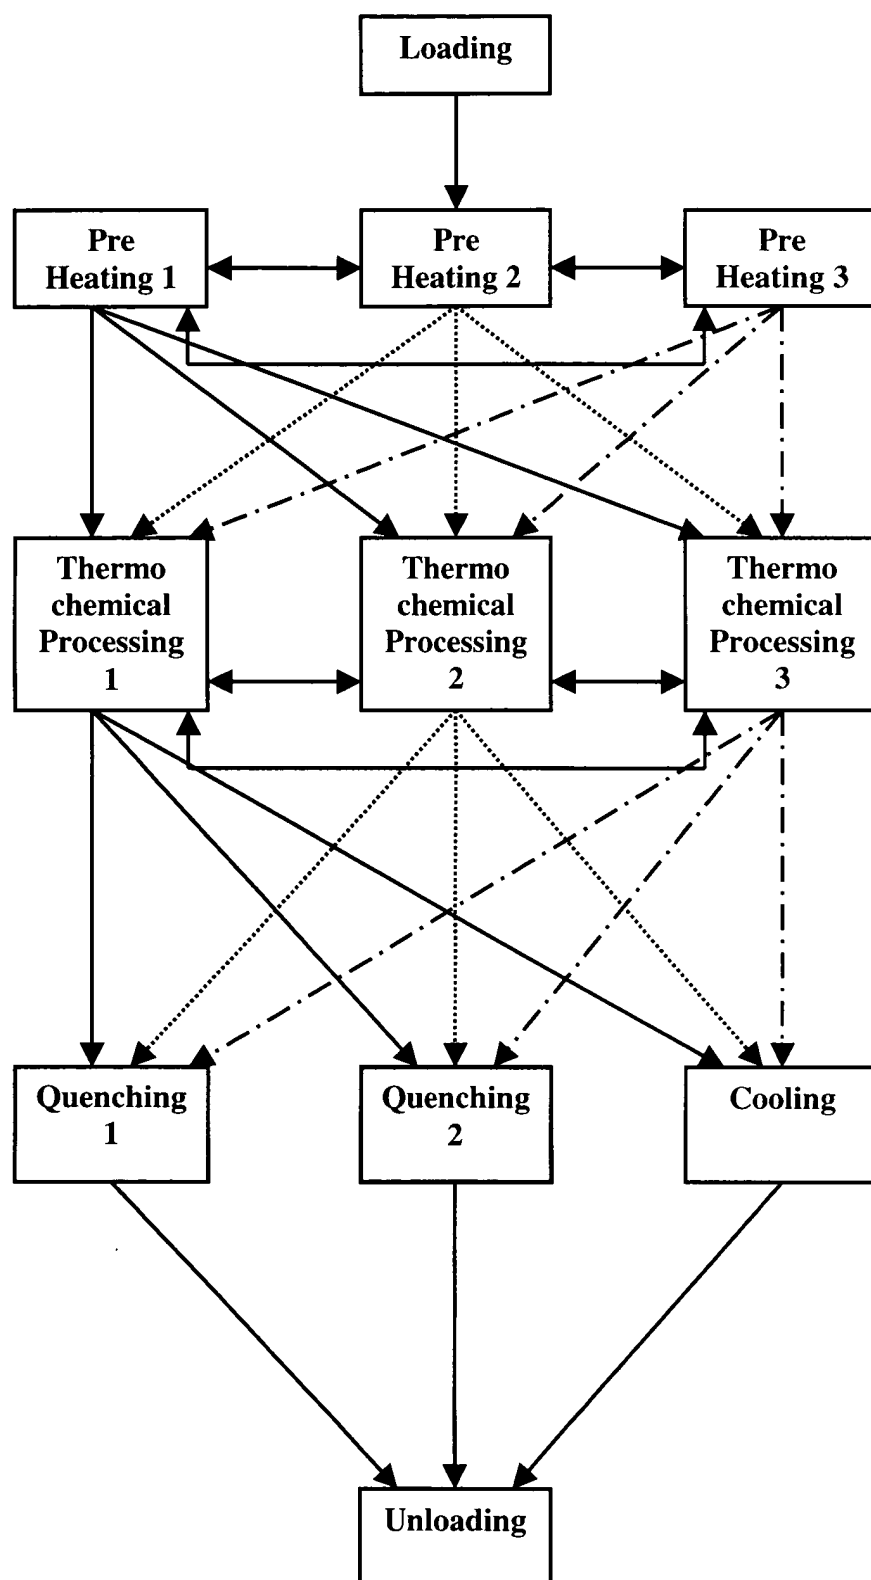 Loading
Pre
Heating 1
Pre
Heating 2
Pre
Heating 3
Thermo
chemical
Processing
1
Thermo
chemical
Processing
2
Thermo
chemical
Processing
3
Quenching
1
Quenching
2
Cooling
Unloading